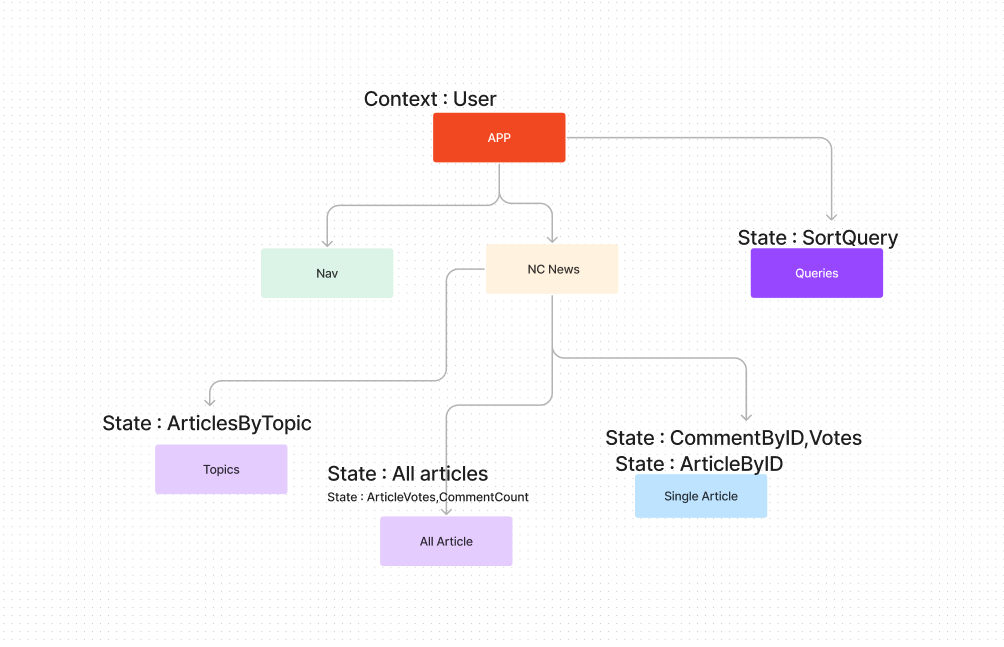 Context : User
APP
State : SortQuery
Nav
NC News
Queries
State : ArticlesByTopic
Topics
State : All articles
State : ArticleVotes,CommentCount
All Article
State : CommentByID,Votes
State : ArticleByID
Single Article